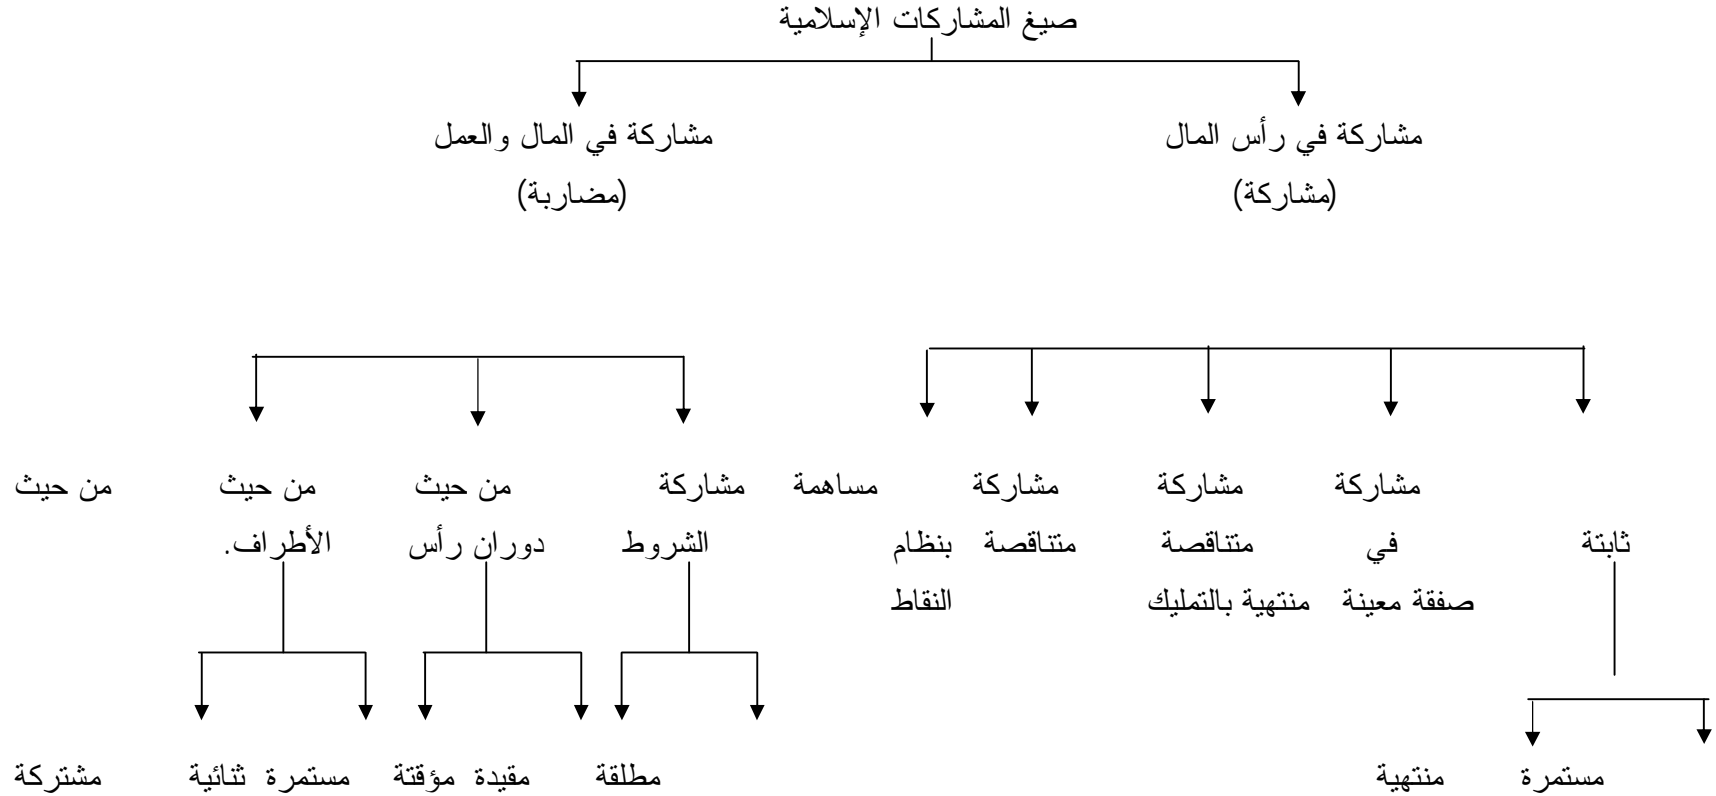 صيغ المشاركات الإسلامية
مشاركة في رأس المال مشاركة في المال والعمل
(مشاركة) (مضاربة)
مشاركة مشاركة مشاركة مساهمة مشاركة من حيث من حيث من حيث
ثابتة في متناقصة متناقصة بنظام الشروط دوران رأس الأطراف.
صفقة معينة منتهية بالتمليك النقاط
مستمرة منتهية مطلقة مقيدة مؤقتة مستمرة ثنائية مشتركة